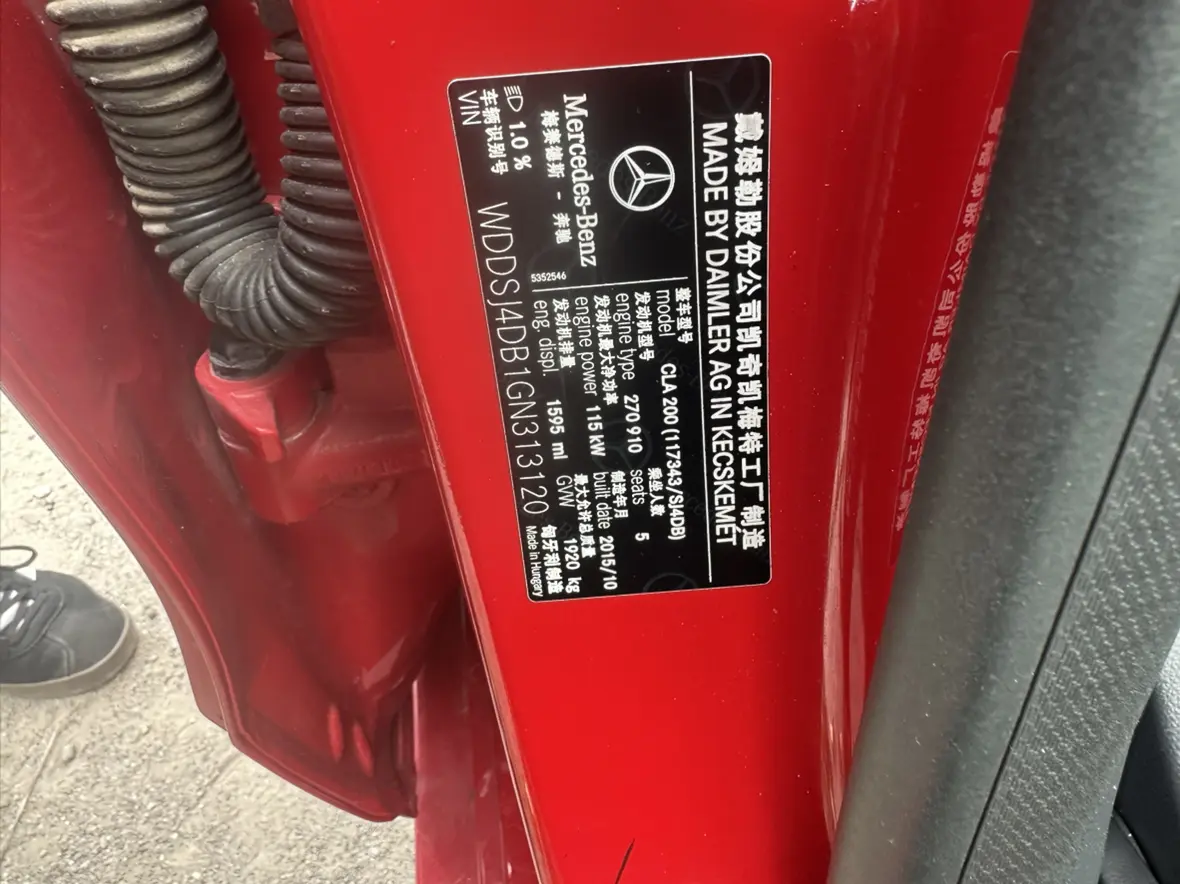 戴姆勒股份公司凯奇凯梅特工厂制造
MADE BY DAIMLER AG IN KECSKEMÉT
Mercedes-Benz
梅赛德斯 - 奔驰
1.0 %
5352546
整车型号
model CLA 200 (117343/SJ4DB)
发动机型号
engine type 270 910
乘坐人数
seats 5
发动机最大净功率
engine power 115 kW
制造年月
built date 2015/10
发动机排量
eng. displ. 1595 ml
最大允许总质量
GVW 1920 kg
车辆识别号
VIN WDDSJ4DB1GN313120
匈牙利制造
Made in Hungary